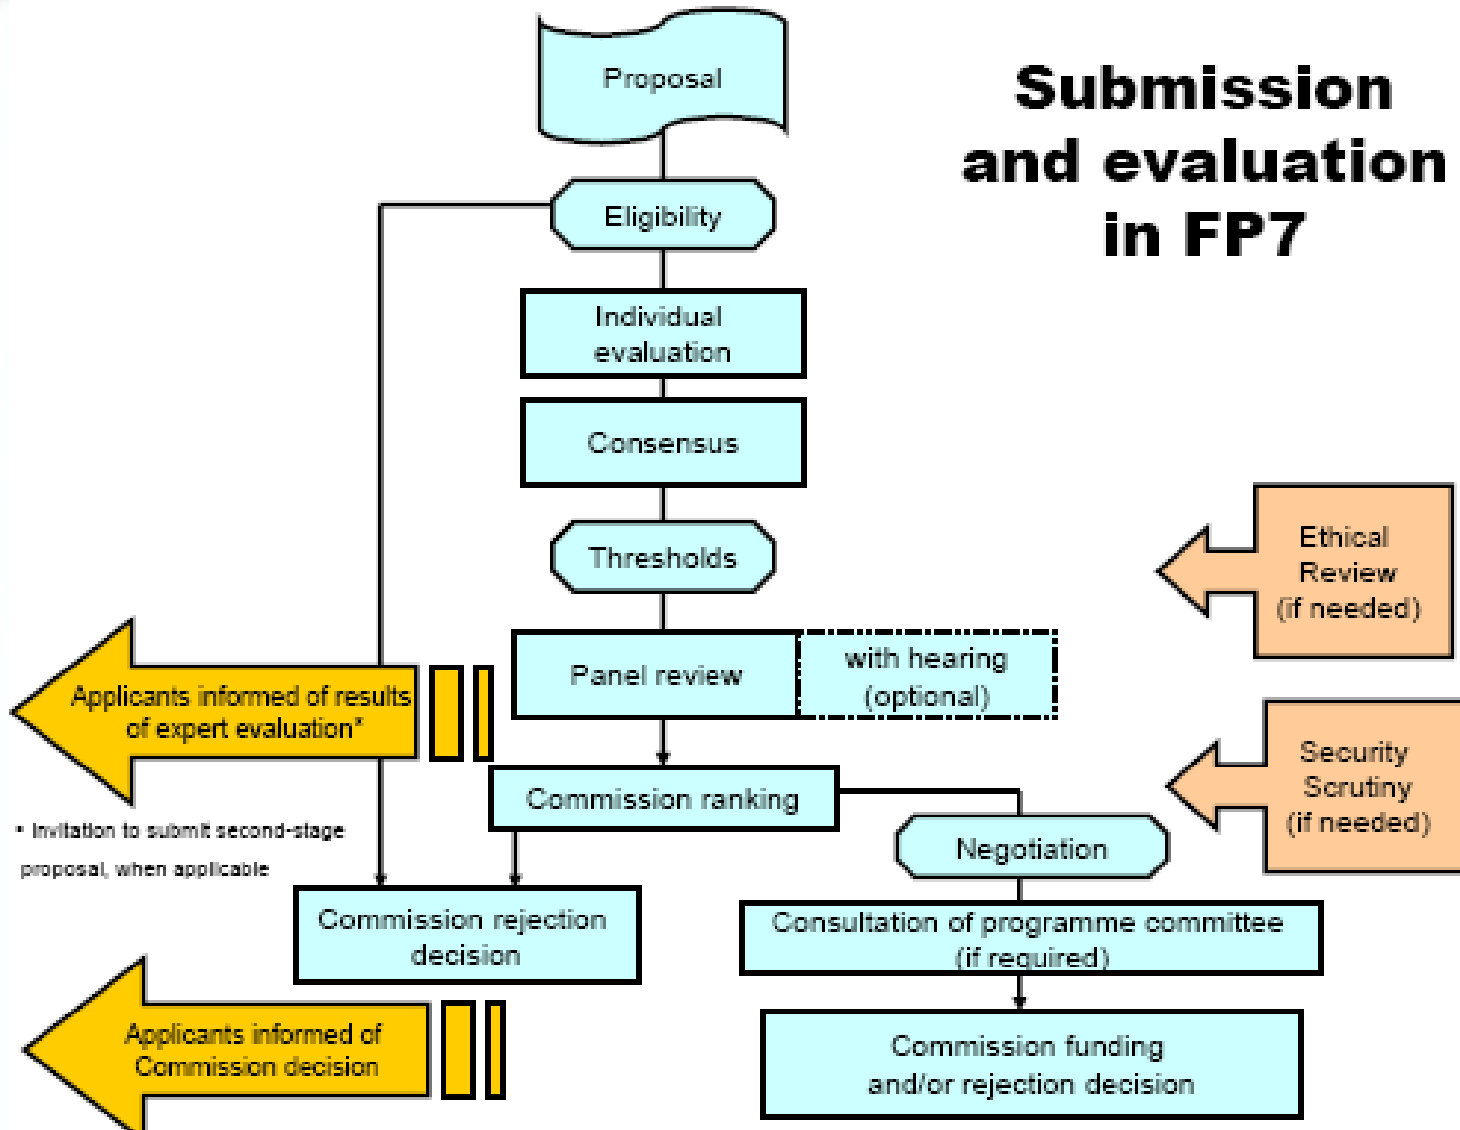 Proposal
Submission
and evaluation
in FP7
Eligibility
Individual
evaluation
Consensus
Thresholds
Ethical
Review
(if needed)
Panel review
with hearing
(optional)
Applicants informed of results
of expert evaluation*
Security
Scrutiny
(if needed)
Commission ranking
* Invitation to submit second-stage
proposal, when applicable
Negotiation
Commission rejection
decision
Consultation of programme committee
(if required)
Applicants informed of
Commission decision
Commission funding
and/or rejection decision